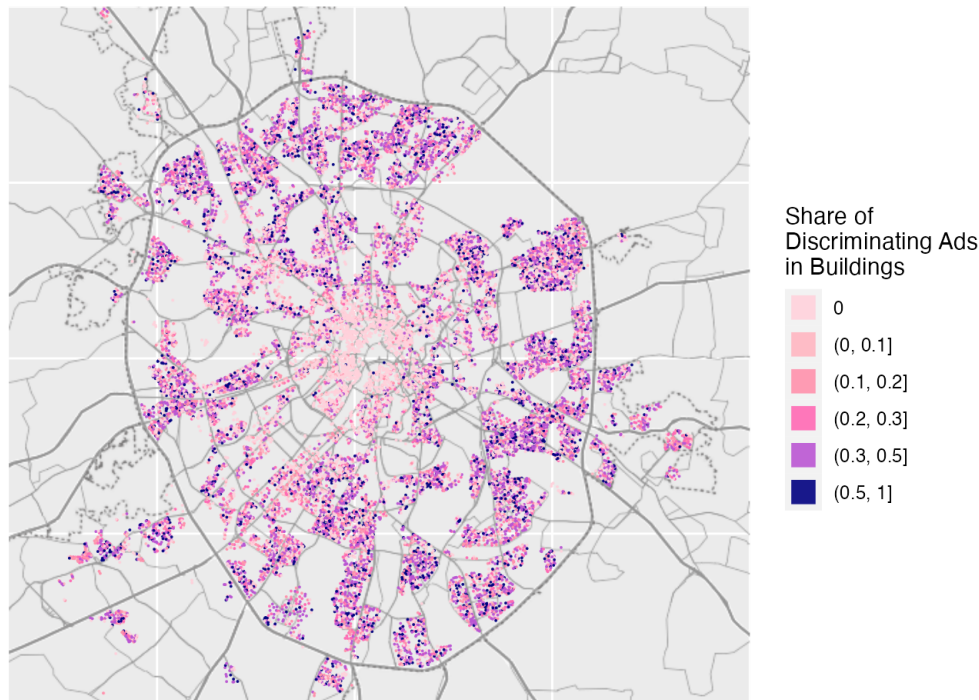 Share of
Discriminating Ads
in Buildings
0
(0, 0.1]
(0.1, 0.2]
(0.2, 0.3]
(0.3, 0.5]
(0.5, 1]